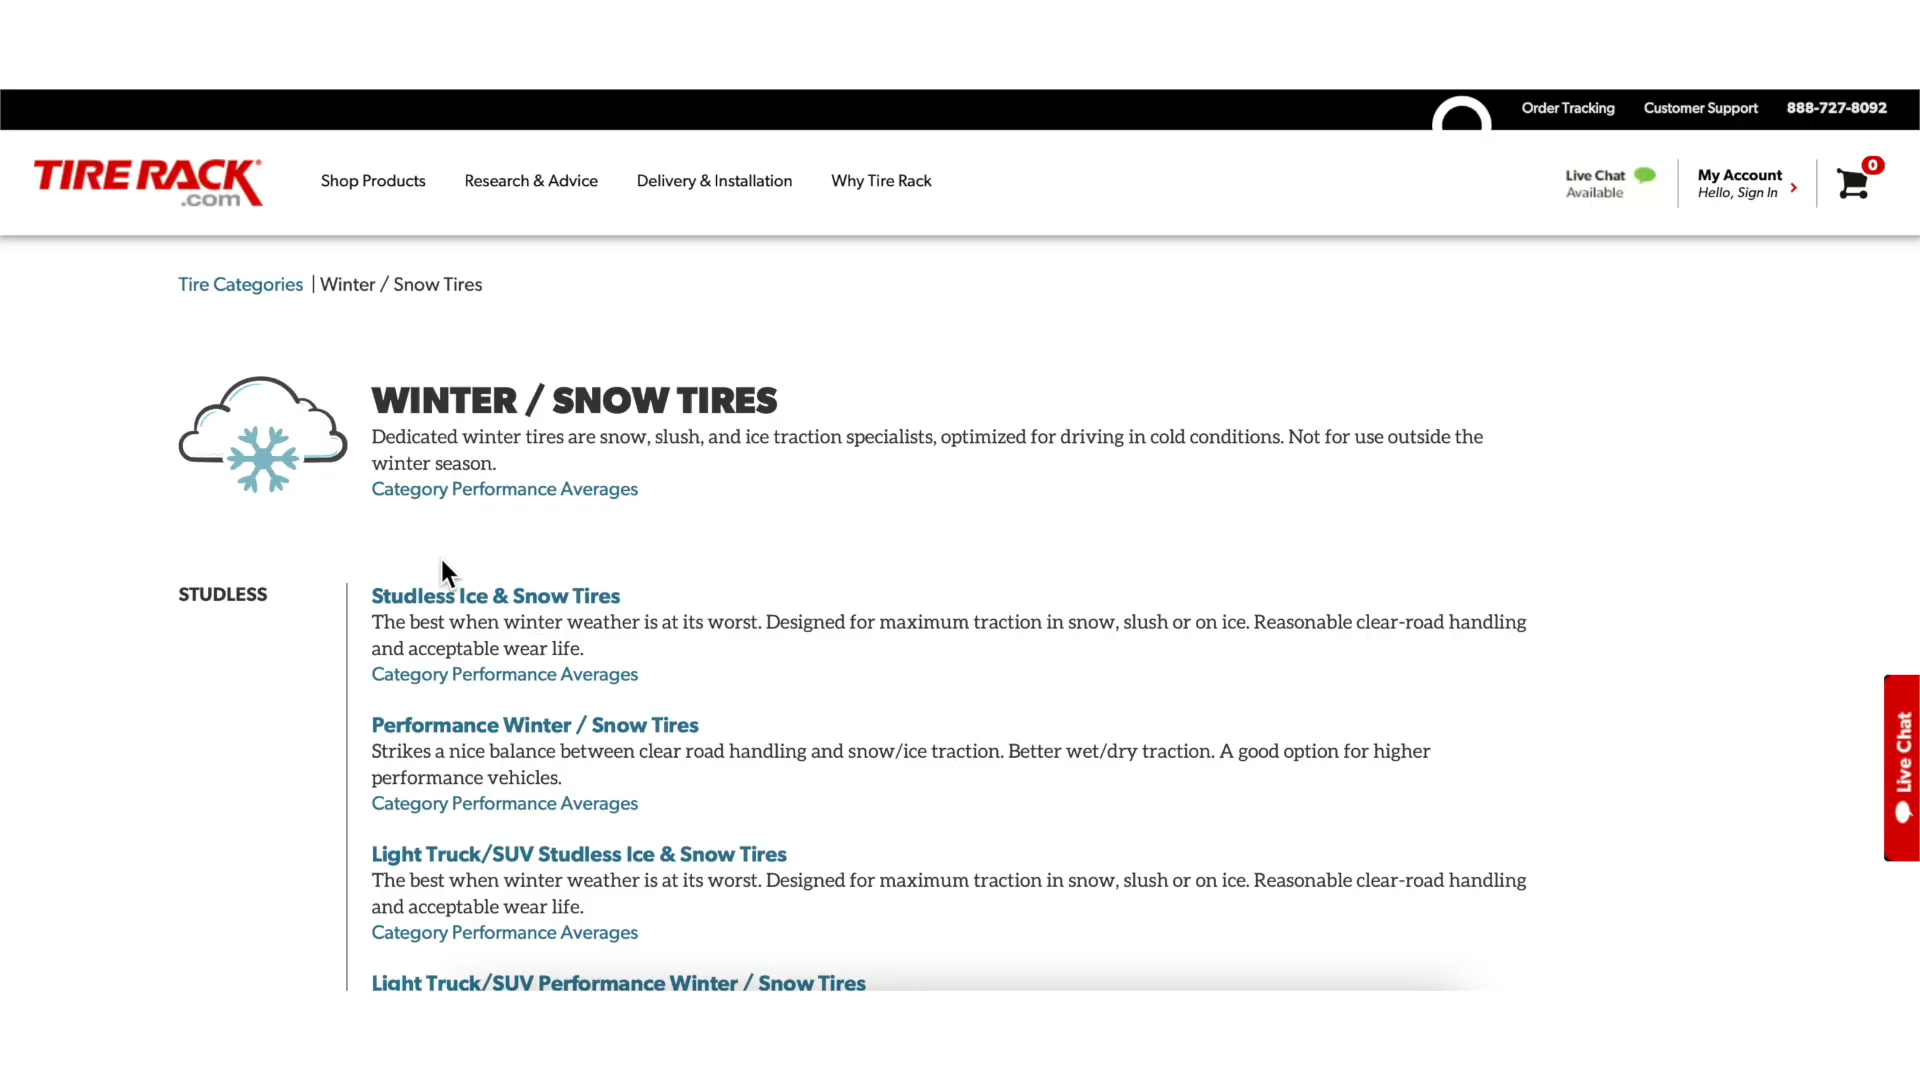 Order Tracking Customer Support 888-727-8092
TIRE RACK .com
Shop Products Research & Advice Delivery & Installation Why Tire Rack
Live Chat
Available
My Account
Hello, Sign In
0
Tire Categories | Winter / Snow Tires
WINTER / SNOW TIRES
Dedicated winter tires are snow, slush, and ice traction specialists, optimized for driving in cold conditions. Not for use outside the
winter season.
Category Performance Averages
STUDLESS
Studless Ice & Snow Tires
The best when winter weather is at its worst. Designed for maximum traction in snow, slush or on ice. Reasonable clear-road handling
and acceptable wear life.
Category Performance Averages
Performance Winter / Snow Tires
Strikes a nice balance between clear road handling and snow/ice traction. Better wet/dry traction. A good option for higher
performance vehicles.
Category Performance Averages
Light Truck/SUV Studless Ice & Snow Tires
The best when winter weather is at its worst. Designed for maximum traction in snow, slush or on ice. Reasonable clear-road handling
and acceptable wear life.
Category Performance Averages
Light Truck/SUV Performance Winter / Snow Tires
Live Chat